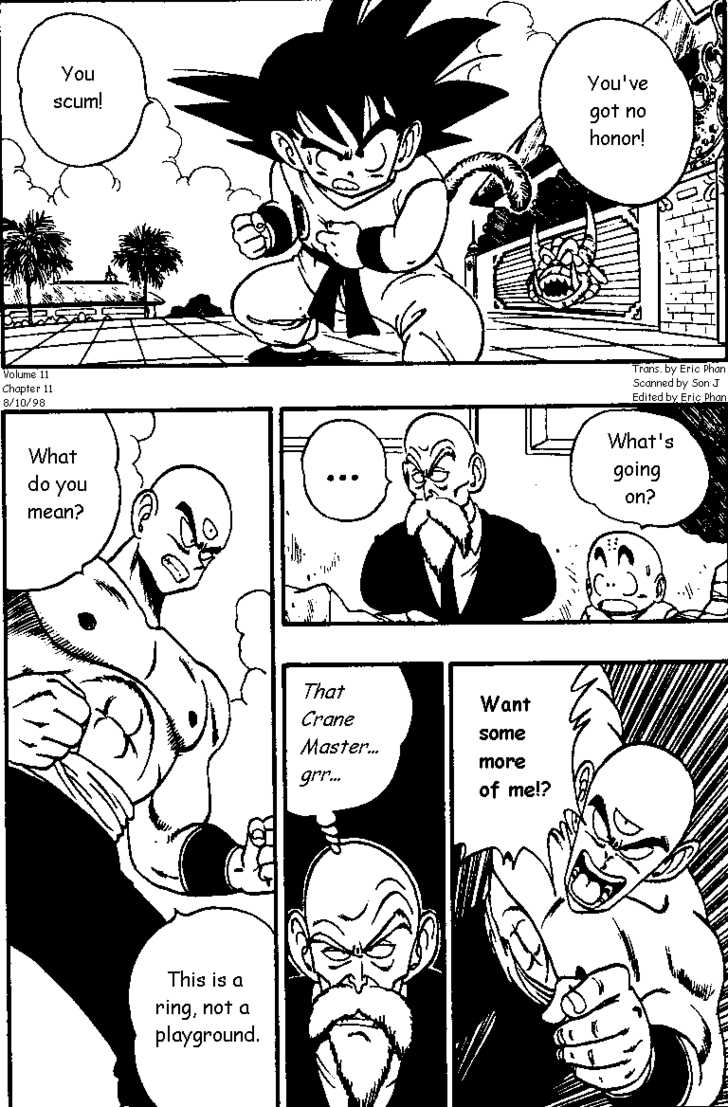 You
scum!
You've
got no
honor!
Volume 11
Chapter 11
8/10/98
Trans. by Eric Phan
Scanned by Son J
Edited by Eric Phan
What
do you
mean?
...
What's
going
on?
This is a
ring, not a
playground.
That
Crane
Master...
grr...
Want
some
more
of me!?